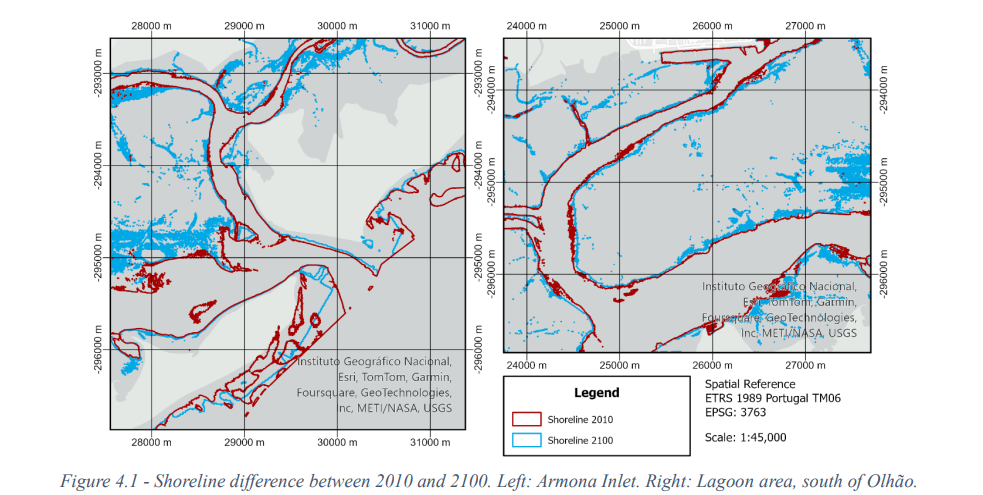 28000 m 29000 m 30000 m 31000 m
24000 m 25000 m 26000 m 27000 m
-293000 m
-293000 m
-294000 m
-294000 m
-295000 m
-295000 m
-296000 m
-296000 m
-294000 m
-294000 m
-295000 m
-295000 m
-296000 m
-296000 m
Instituto Geográfico Nacional,
Esri, TomTom, Garmin,
Foursquare, GeoTechnologies,
Inc, METI/NASA, USGS
Instituto Geográfico Nacional,
Esri, TomTom, Garmin,
Foursquare, GeoTechnologies,
Inc, METI/NASA, USGS
28000 m 29000 m 30000 m 31000 m
24000 m 25000 m 26000 m 27000 m
Legend
Shoreline 2010
Shoreline 2100
Spatial Reference
ETRS 1989 Portugal TM06
EPSG: 3763
Scale: 1:45,000
Figure 4.1 - Shoreline difference between 2010 and 2100. Left: Armona Inlet. Right: Lagoon area, south of Olhão.